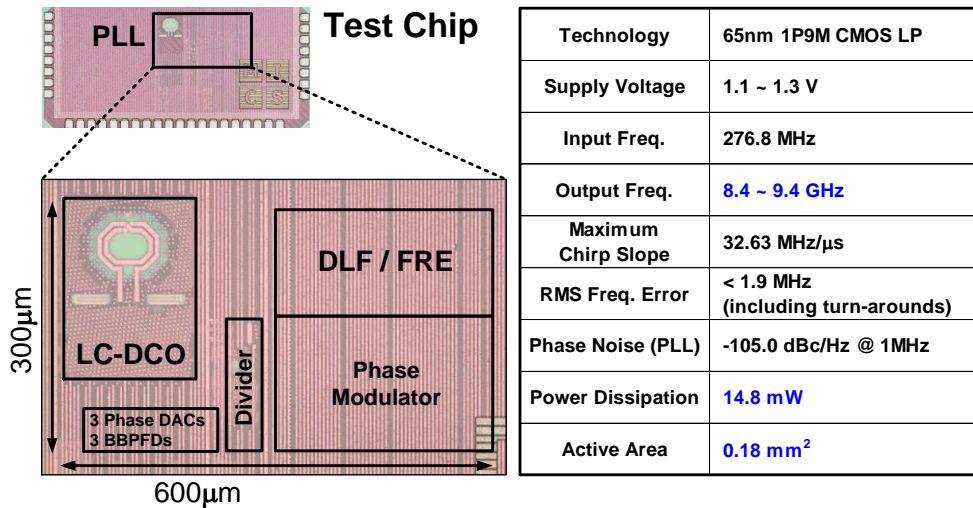 PLL
Test Chip
M I
C S
LC-DCO
DLF / FRE
Phase
Modulator
Divider
3 Phase DACs
3 BBPFDs
300μm
600μm
Technology 65nm 1P9M CMOS LP
Supply Voltage 1.1 ~ 1.3 V
Input Freq. 276.8 MHz
Output Freq. 8.4 ~ 9.4 GHz
Maximum
Chirp Slope 32.63 MHz/μs
RMS Freq. Error < 1.9 MHz
(including turn-arounds)
Phase Noise (PLL) -105.0 dBc/Hz @ 1MHz
Power Dissipation 14.8 mW
Active Area 0.18 mm²